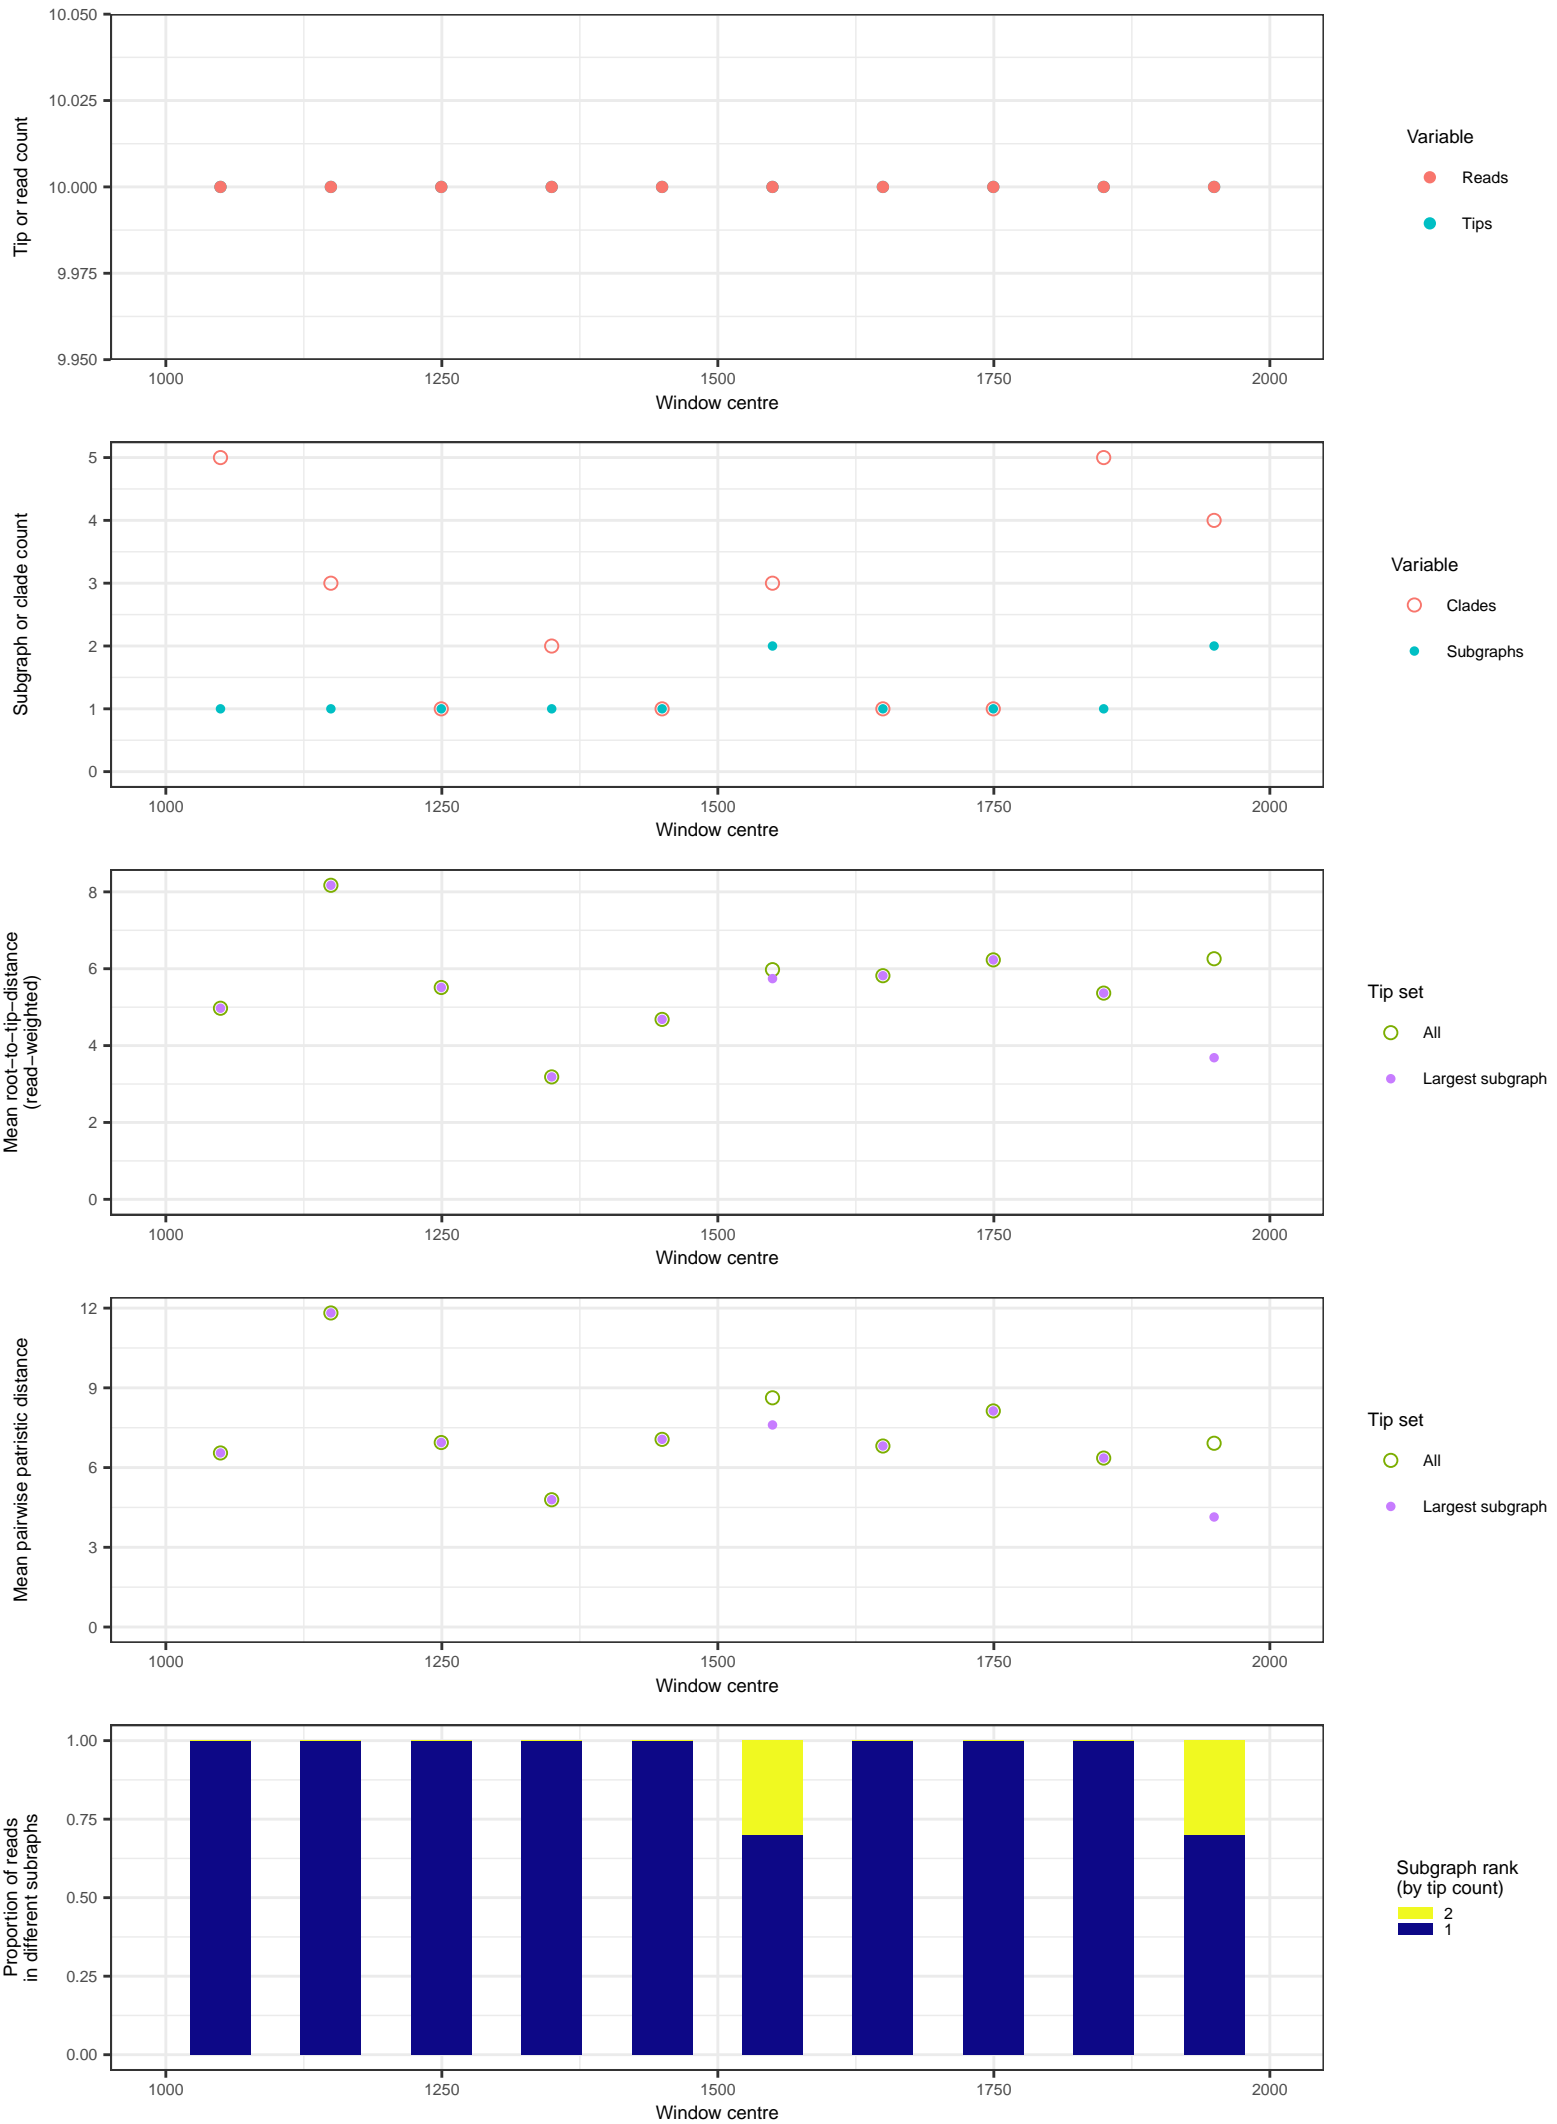 10.050
10.025
10.000
9.975
9.950
Tip or read count
1000 1250 1500 1750 2000
Window centre
Variable
Reads
Tips
5
4
3
2
1
0
Subgraph or clade count
1000 1250 1500 1750 2000
Window centre
Variable
Clades
Subgraphs
8
6
4
2
0
Mean root−to−tip−distance
(read−weighted)
1000 1250 1500 1750 2000
Window centre
Tip set
All
Largest subgraph
12
9
6
3
0
Mean pairwise patristic distance
1000 1250 1500 1750 2000
Window centre
Tip set
All
Largest subgraph
1.00
0.75
0.50
0.25
0.00
Proportion of reads
in different subraphs
1000 1250 1500 1750 2000
Window centre
Subgraph rank
(by tip count)
2
1